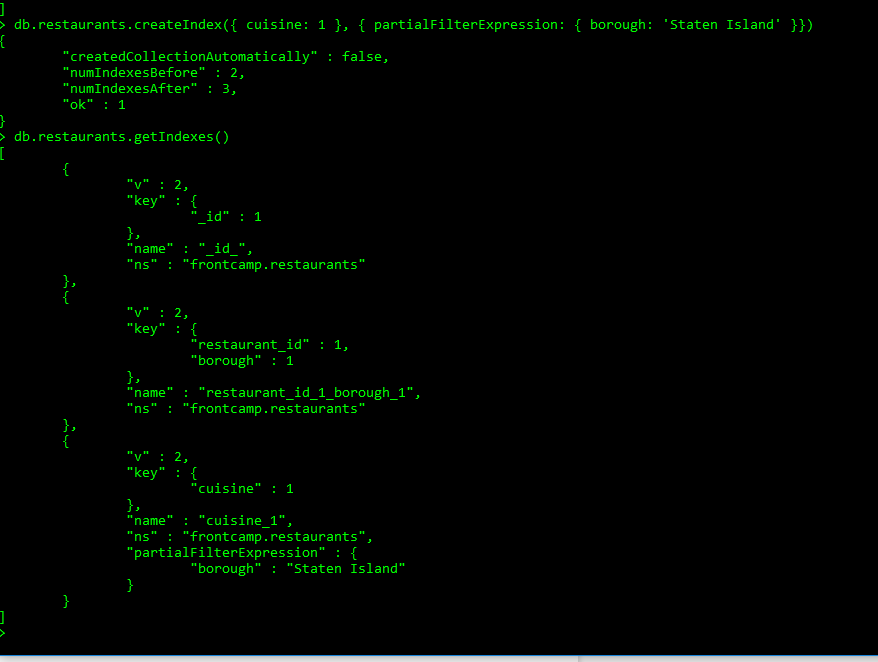 ]
> db.restaurants.createIndex({ cuisine: 1 }, { partialFilterExpression: { borough: 'Staten Island' }})
{
"createdCollectionAutomatically" : false,
"numIndexesBefore" : 2,
"numIndexesAfter" : 3,
"ok" : 1
}
> db.restaurants.getIndexes()
[
{
"v" : 2,
"key" : {
"_id" : 1
},
"name" : "_id_",
"ns" : "frontcamp.restaurants"
},
{
"v" : 2,
"key" : {
"restaurant_id" : 1,
"borough" : 1
},
"name" : "restaurant_id_1_borough_1",
"ns" : "frontcamp.restaurants"
},
{
"v" : 2,
"key" : {
"cuisine" : 1
},
"name" : "cuisine_1",
"ns" : "frontcamp.restaurants",
"partialFilterExpression" : {
"borough" : "Staten Island"
}
}
]
>